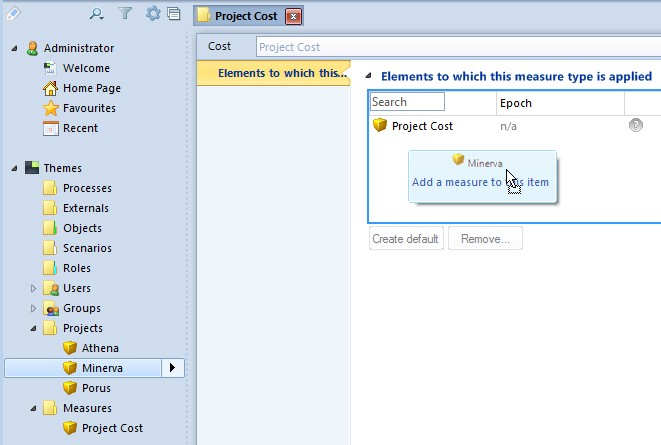 Project Cost
Administrator
Welcome
Home Page
Favourites
Recent
Themes
Processes
Externals
Objects
Scenarios
Roles
Users
Groups
Projects
Athena
Minerva
Porus
Measures
Project Cost
Cost
Project Cost
Elements to which this...
Elements to which this measure type is applied
Search
Epoch
Project Cost
n/a
?
Minerva
Add a measure to this item
Create default
Remove...